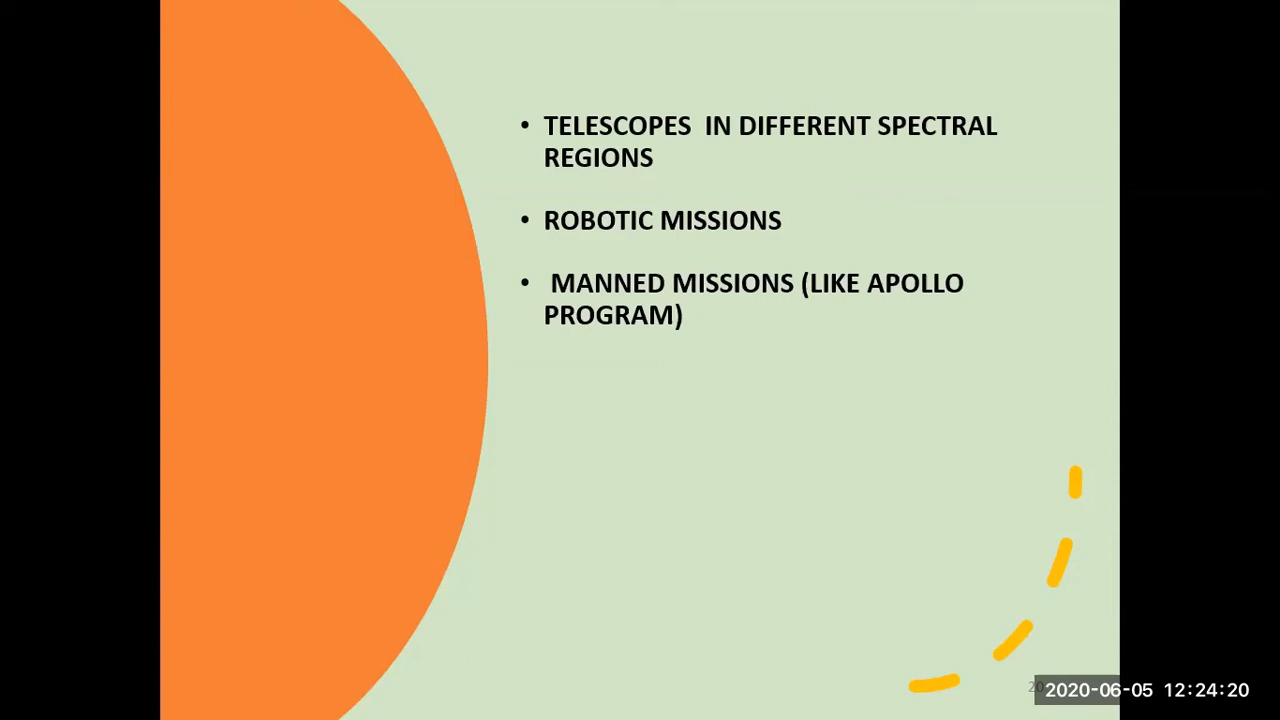 • TELESCOPES  IN DIFFERENT SPECTRAL
REGIONS
• ROBOTIC MISSIONS
• MANNED MISSIONS (LIKE APOLLO
PROGRAM)
2020-06-05 12:24:20